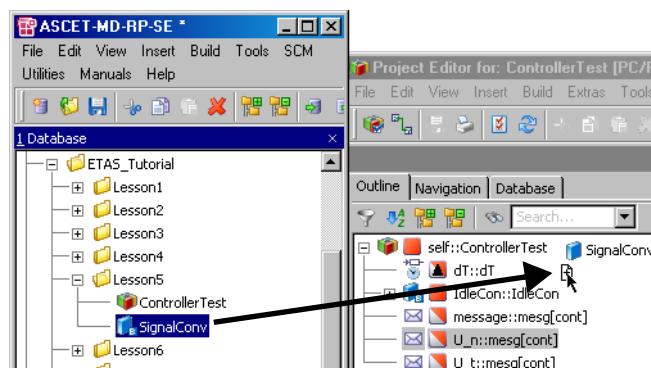 ASCET-MD-RP-SE *
File Edit View Insert Build Tools SCM
Utilities Manuals Help
1 Database
ETAS_Tutorial
Lesson1
Lesson2
Lesson3
Lesson4
Lesson5
ControllerTest
SignalConv
Lesson6
Project Editor for: ControllerTest [PC/
File Edit View Insert Build Extras Tools
Outline Navigation Database
Search...
self::ControllerTest SignalConv
dT::dT
IdleCon::IdleCon
message::mesg[cont]
U_n::mesg[cont]
U_t::mesg[cont]